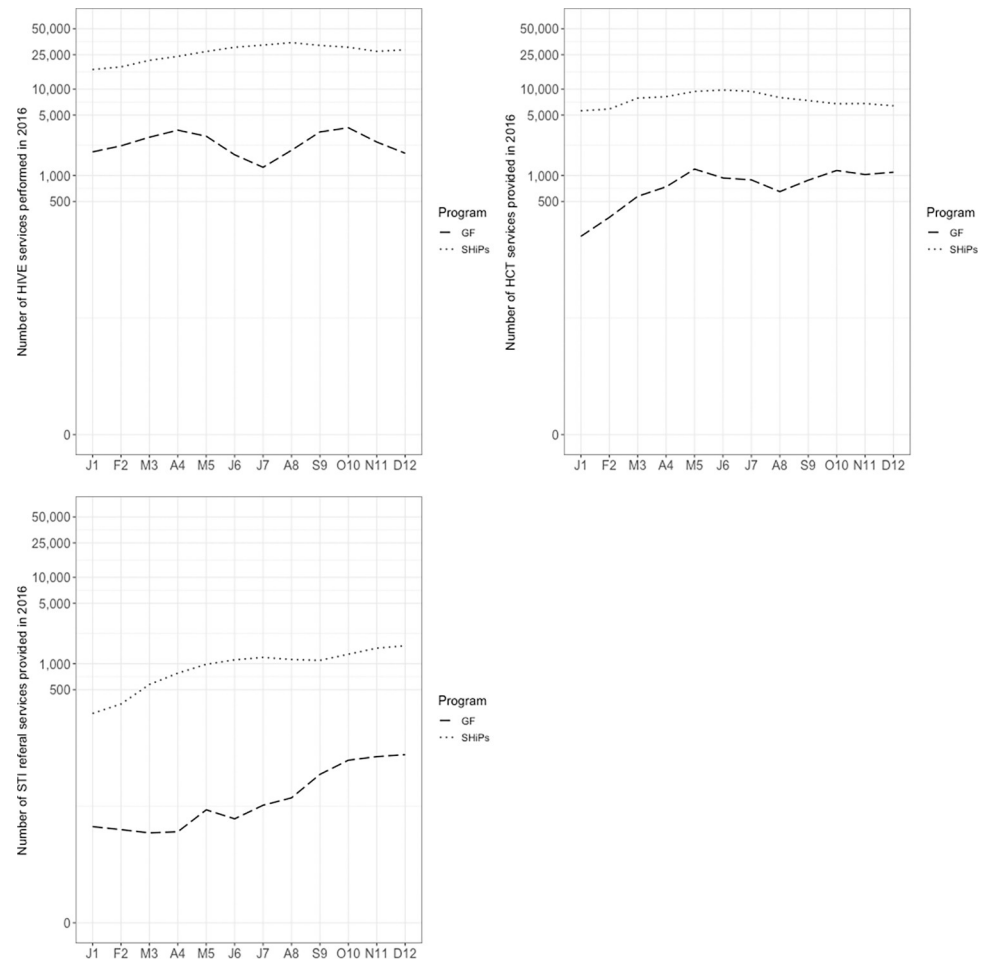 Number of HIVE services performed in 2016
50,000
25,000
10,000
5,000
1,000
500
0
J1 F2 M3 A4 M5 J6 J7 A8 S9 O10 N11 D12
Program
GF
SHiPs
Number of HCT services provided in 2016
50,000
25,000
10,000
5,000
1,000
500
0
J1 F2 M3 A4 M5 J6 J7 A8 S9 O10 N11 D12
Program
GF
SHiPs
Number of STI referal services provided in 2016
50,000
25,000
10,000
5,000
1,000
500
0
J1 F2 M3 A4 M5 J6 J7 A8 S9 O10 N11 D12
Program
GF
SHiPs